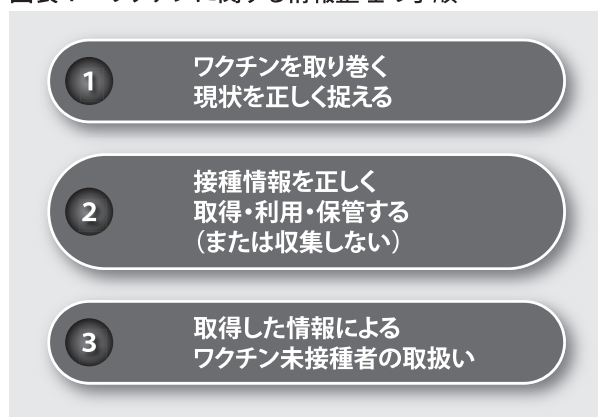 1
ワクチンを取り巻く
現状を正しく捉える
2
接種情報を正しく
取得・利用・保管する
（または収集しない）
3
取得した情報による
ワクチン未接種者の取扱い